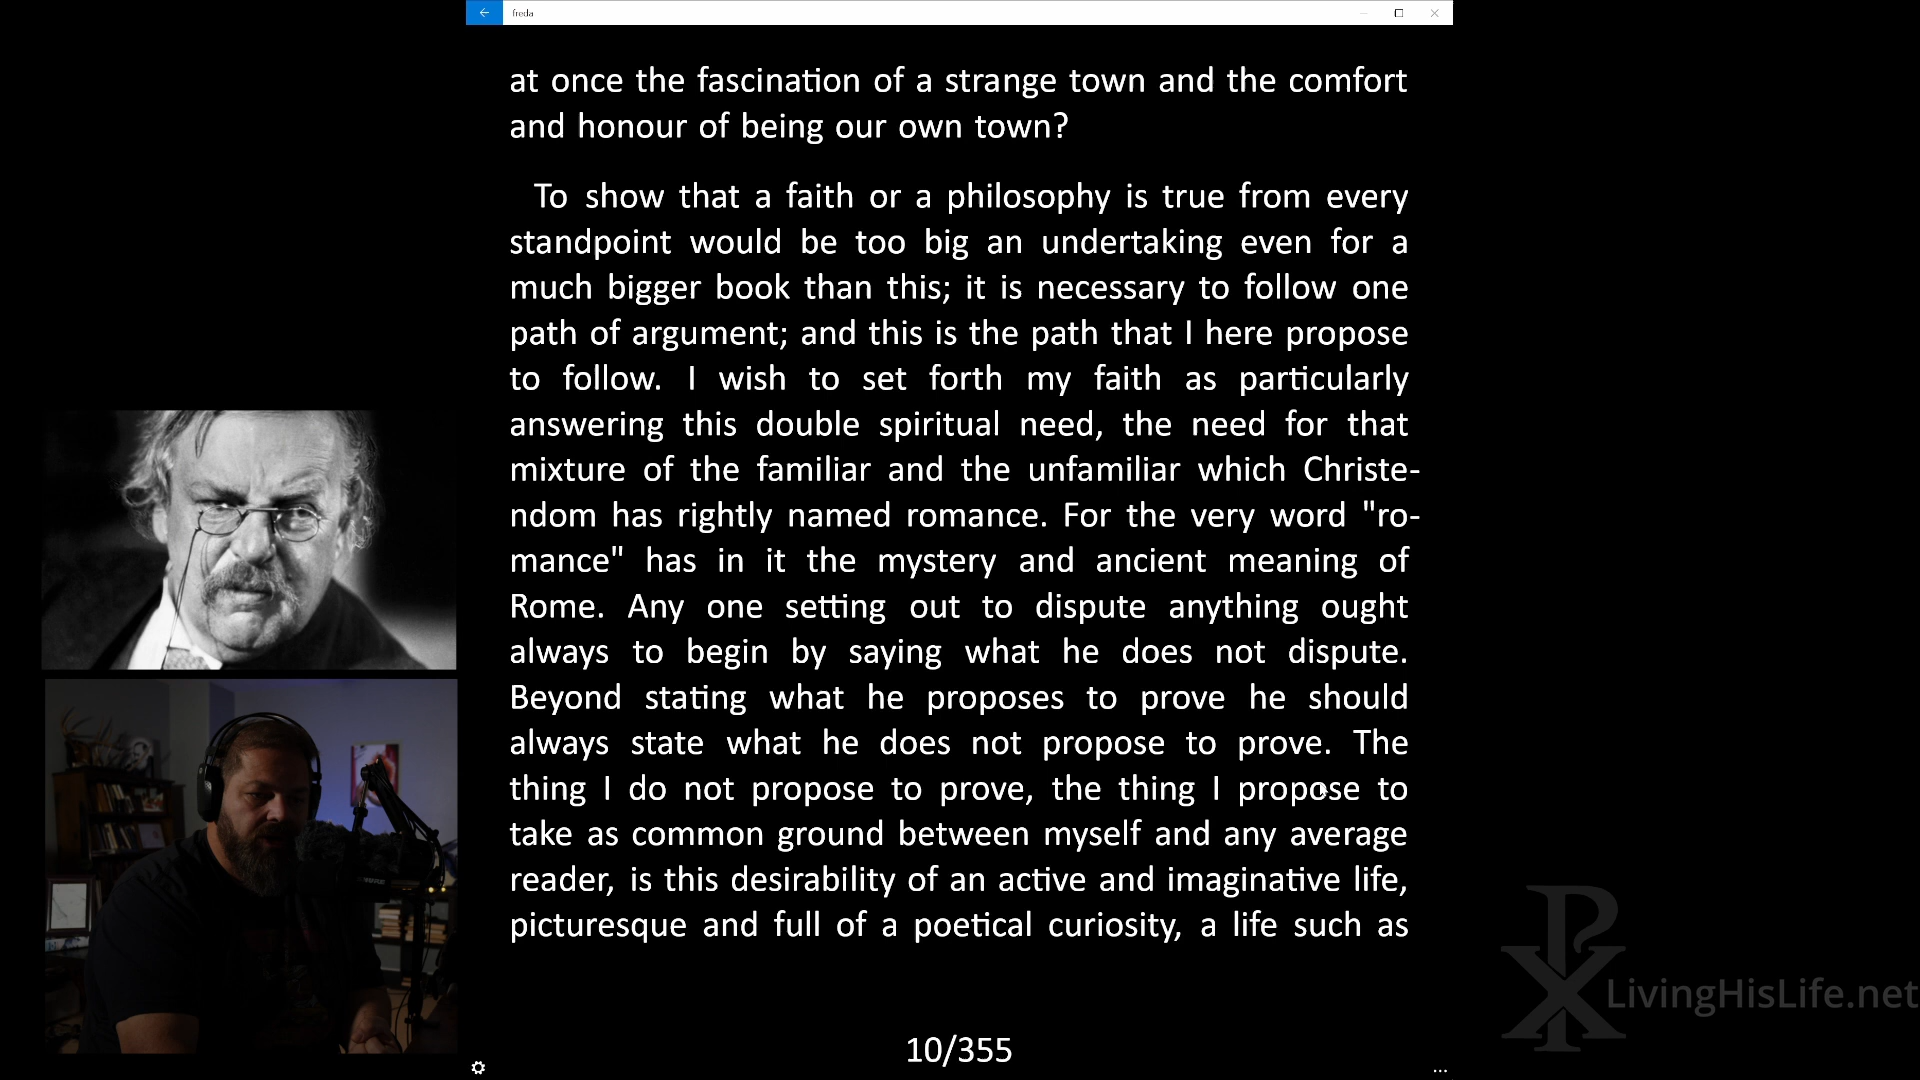 freda
at once the fascination of a strange town and the comfort
and honour of being our own town?
To show that a faith or a philosophy is true from every
standpoint would be too big an undertaking even for a
much bigger book than this; it is necessary to follow one
path of argument; and this is the path that I here propose
to follow. I wish to set forth my faith as particularly
answering this double spiritual need, the need for that
mixture of the familiar and the unfamiliar which Christe-
ndom has rightly named romance. For the very word "ro-
mance" has in it the mystery and ancient meaning of
Rome. Any one setting out to dispute anything ought
always to begin by saying what he does not dispute.
Beyond stating what he proposes to prove he should
always state what he does not propose to prove. The
thing I do not propose to prove, the thing I propose to
take as common ground between myself and any average
reader, is this desirability of an active and imaginative life,
picturesque and full of a poetical curiosity, a life such as
10/355
LivingHisLife.net